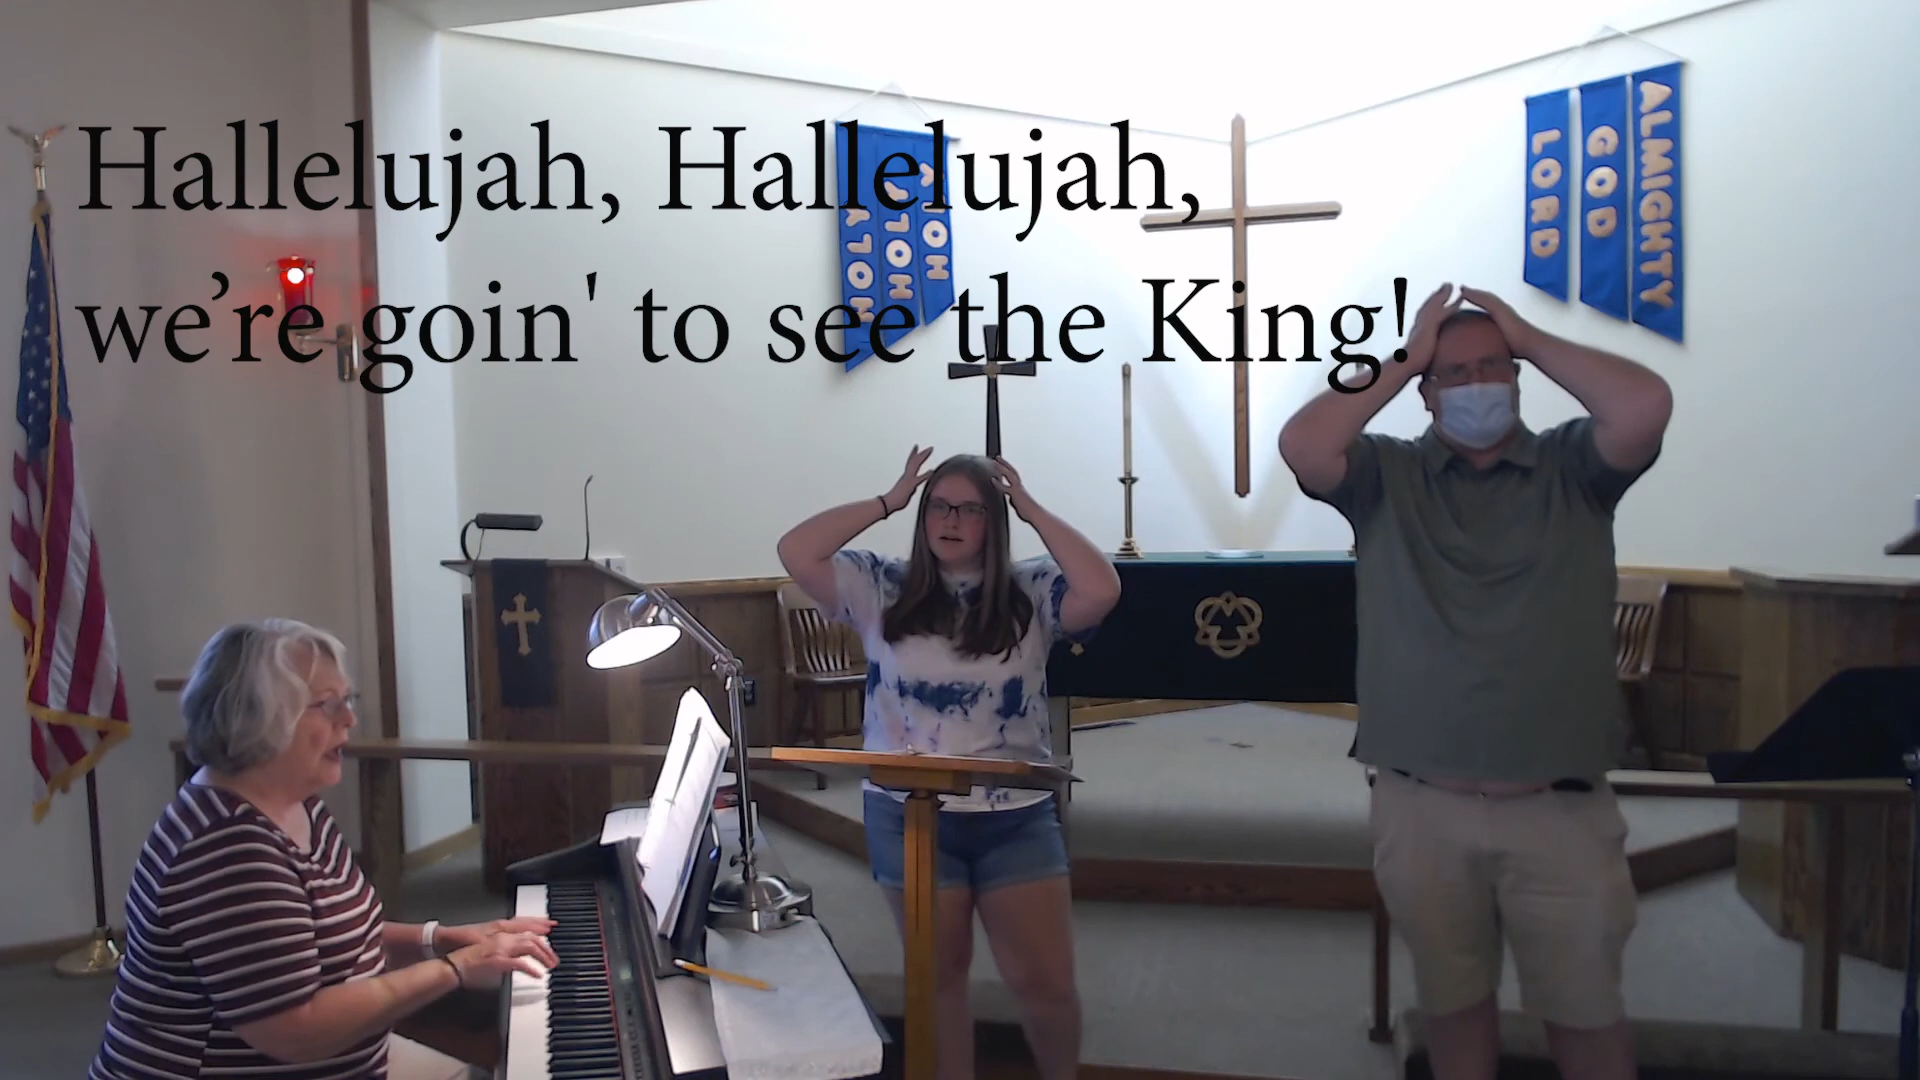 Hallelujah, Hallelujah,
we’re goin' to see the King!
HOLY
HOLY
HOLY
LORD
GOD
ALMIGHTY